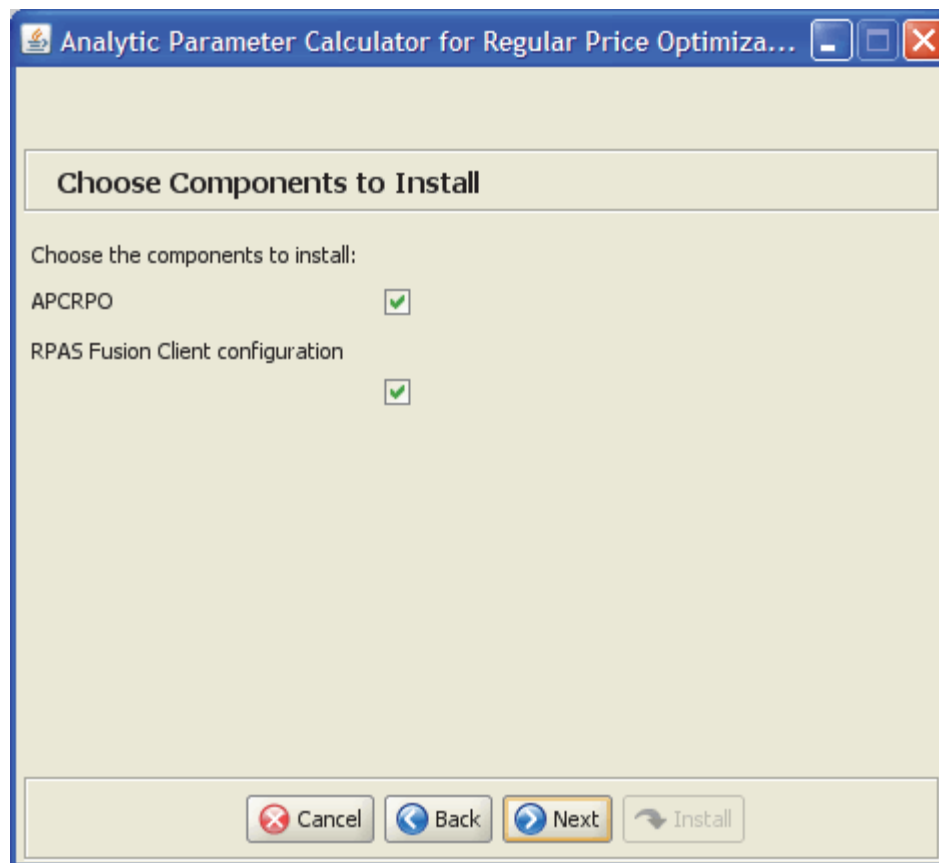 Analytic Parameter Calculator for Regular Price Optimiza...
Choose Components to Install
Choose the components to install:
APCRPO
RPAS Fusion Client configuration
Cancel Back Next Install